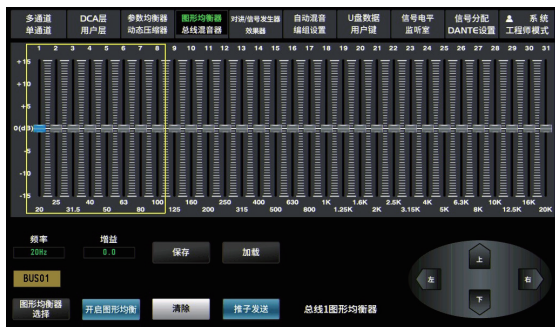 多通道 DCA层 参数均衡器 图形均衡器 对讲/信号发生器 自动混音 U盘数据 信号电平 信号分配 系统
单通道 用户层 动态压缩器 总线混音器 效果器 编组设置 用户键 监听室 DANTE设置 工程师模式
1 2 3 4 5 6 7 8 9 10 11 12 13 14 15 16 17 18 19 20 21 22 23 24 25 26 27 28 29 30 31
+15
+10
+5
0(dB)
-5
-10
-15
25 40 63 100 160 250 400 630 1K 1.6K 2.5K 4K 6.3K 10K 16K
20 31.5 50 80 125 200 315 500 800 1.25K 2K 3.15K 5K 8K 12.5K 20K
频率 增益
20Hz 0.0 保存 加载
上
BUS01 左 右
下
图形均衡器
选择 开启图形均衡 清除 推子发送 总线1图形均衡器